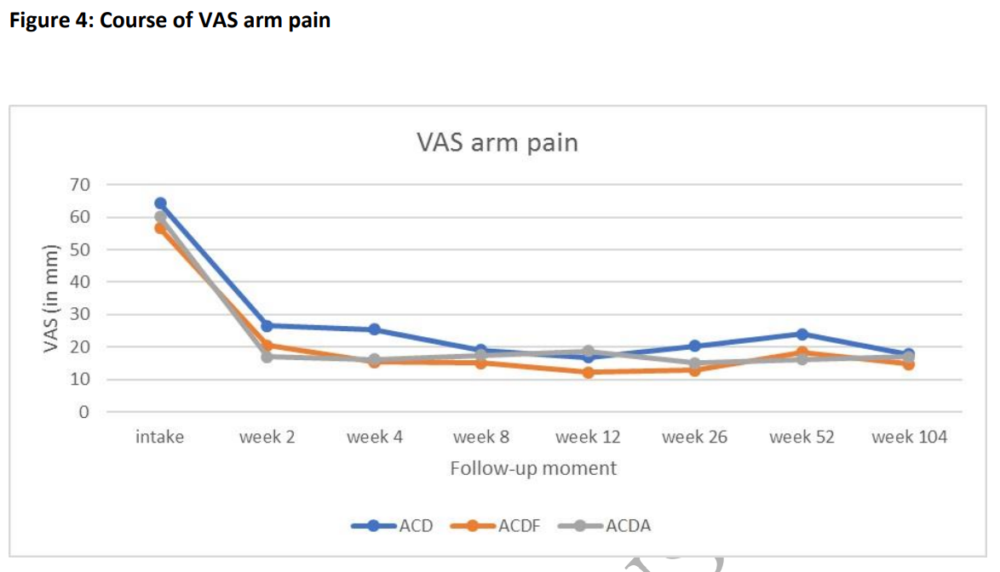 Figure 4: Course of VAS arm pain
VAS arm pain
VAS (in mm)
70
60
50
40
30
20
10
0
intake week 2 week 4 week 8 week 12 week 26 week 52 week 104
Follow-up moment
ACD ACDF ACDA